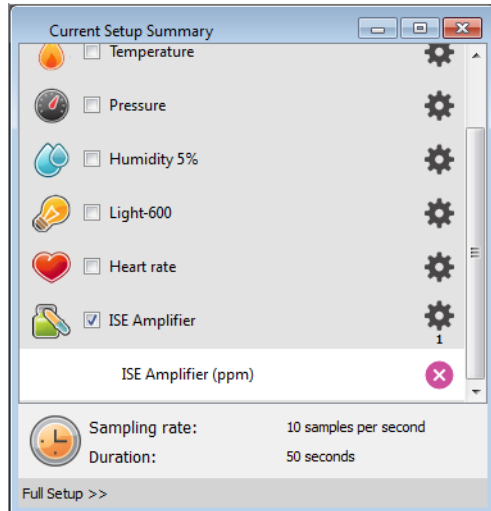 Current Setup Summary
Temperature
Pressure
Humidity 5%
Light-600
Heart rate
ISE Amplifier
1
ISE Amplifier (ppm)
Sampling rate: 10 samples per second
Duration: 50 seconds
Full Setup >>